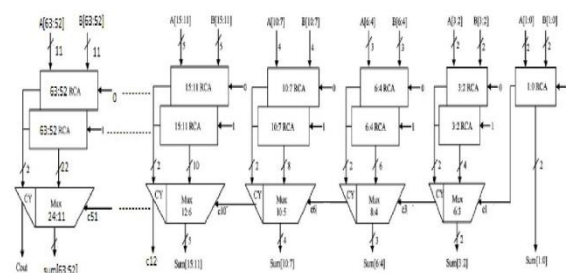 A[63:52] B[63:52] A[15:11] B[15:11] A[10:7] B[10:7] A[6:4] B[6:4] A[3:2] B[3:2] A[1:0] B[1:0]
11 11 5 5 4 4 3 3 2 2 2 2
63:52 RCA 0 15:11 RCA 0 10:7 RCA 0 6:4 RCA 0 3:2 RCA 0 1:0 RCA
63:52 RCA 1 15:11 RCA 1 10:7 RCA 1 6:4 RCA 1 3:2 RCA 1
2 22 2 10 2 8 2 6 2 4 2
CY Mux 24:11 c51 CY Mux 12:6 c10 CY Mux 10:5 c6 CY Mux 8:4 c3 CY Mux 6:3 c1
Cout sum[63:52] c12 5 Sum[15:11] 4 Sum[10:7] 3 Sum[6:4] 2 Sum[3:2] Sum[1:0]